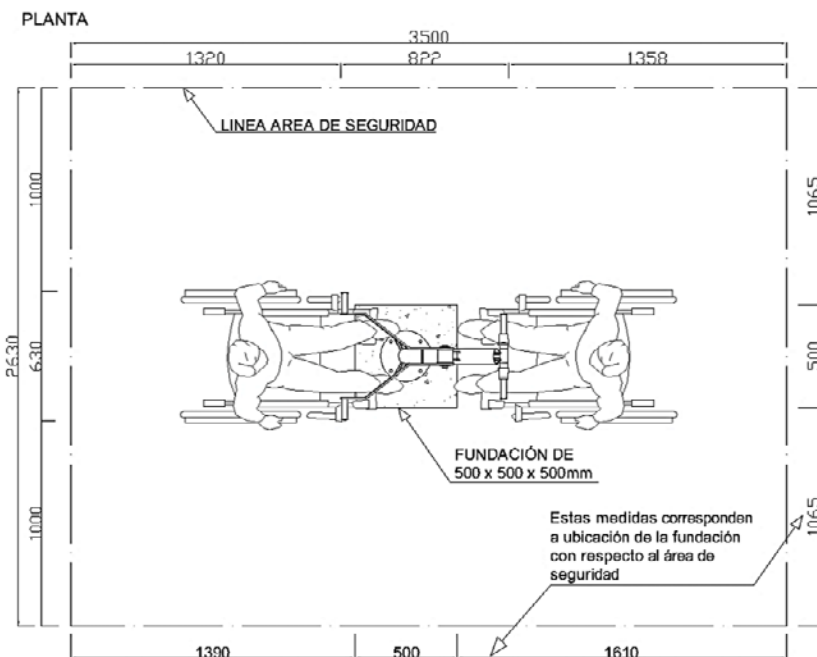 PLANTA
3500
1320
822
1358
LINEA AREA DE SEGURIDAD
1000
1065
2630
630
500
FUNDACIÓN DE
500 x 500 x 500mm
Estas medidas corresponden
a ubicación de la fundación
con respecto al área de
seguridad
1000
1065
1390
500
1610